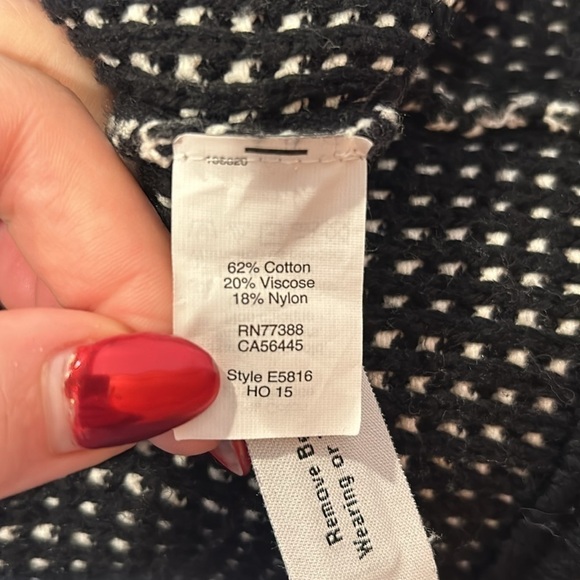 62% Cotton
20% Viscose
18% Nylon
RN77388
CA56445
Style E5816
HO 15
Remove
Wearing or